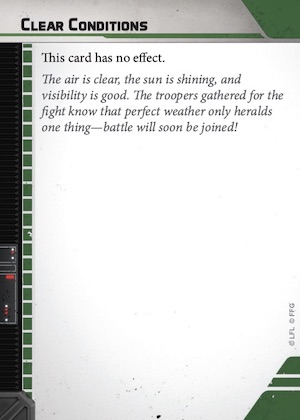 Clear Conditions
This card has no effect.
The air is clear, the sun is shining, and
visibility is good. The troopers gathered for the
fight know that perfect weather only heralds
one thing—battle will soon be joined!
© LFL © FFG